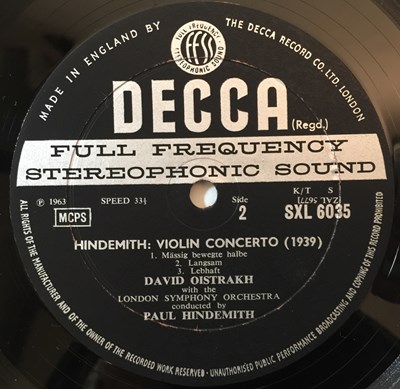 MADE IN ENGLAND BY THE DECCA RECORD CO. LTD. LONDON
FULL FREQUENCY
ffss
STEREOPHONIC SOUND
DECCA
(Regd.)
FULL FREQUENCY
STEREOPHONIC SOUND
℗ 1963 SPEED 33⅓ Side K/T S
MCPS 2 SXL 6035
ZAL 5677
HINDEMITH: VIOLIN CONCERTO (1939)
1. Mässig bewegte halbe
2. Langsam
3. Lebhaft
DAVID OISTRAKH
with the
LONDON SYMPHONY ORCHESTRA
conducted by
PAUL HINDEMITH
ALL RIGHTS OF THE MANUFACTURER AND OF THE OWNER OF THE RECORDED WORK RESERVED · UNAUTHORISED PUBLIC PERFORMANCE BROADCASTING AND COPYING OF THIS RECORD PROHIBITED